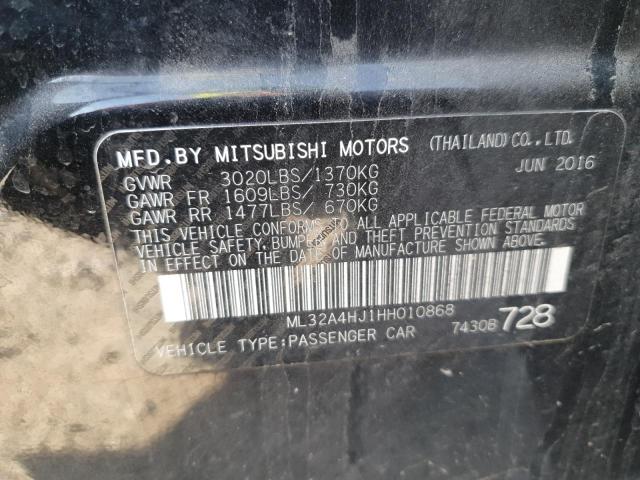 MFD.BY MITSUBISHI MOTORS (THAILAND)CO.,LTD.
JUN 2016
GVWR 3020LBS/1370KG
GAWR FR 1609LBS/ 730KG
GAWR RR 1477LBS/ 670KG
THIS VEHICLE CONFORMS TO ALL APPLICABLE FEDERAL MOTOR
VEHICLE SAFETY, BUMPER AND THEFT PREVENTION STANDARDS
IN EFFECT ON THE DATE OF MANUFACTURE SHOWN ABOVE.
ML32A4HJ1HH010868
VEHICLE TYPE:PASSENGER CAR 7430B 728